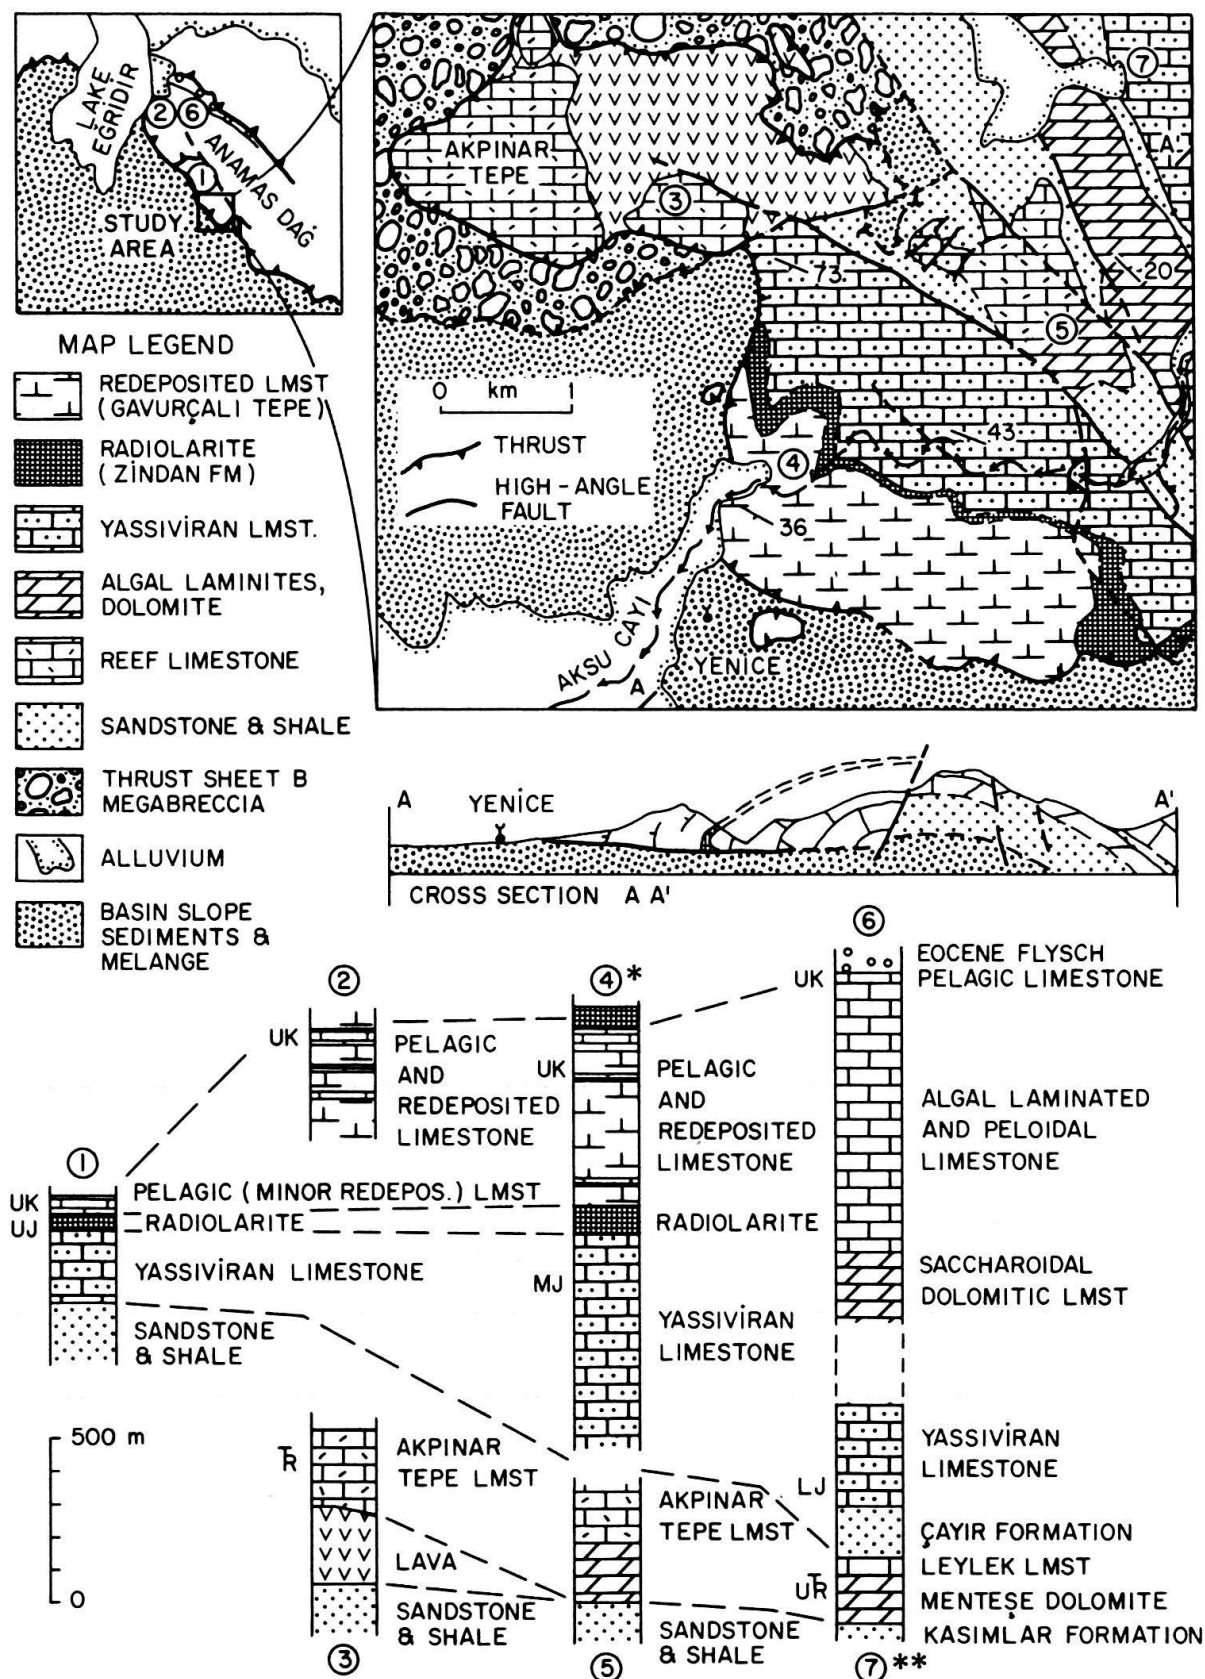 LAKE
EGRİDİR
2
6
1
ANAMAS DAĞ
STUDY
AREA
AKPINAR
TEPE
3
7
A'
73
20
5
0 km 1
THRUST
HIGH-ANGLE
FAULT
43
4
36
AKSU CAYI
A
YENİCE
MAP LEGEND
REDEPOSITED LMST
(GAVURÇALI TEPE)
RADIOLARITE
(ZİNDAN FM)
YASSIVİRAN LMST.
ALGAL LAMINITES,
DOLOMITE
REEF LIMESTONE
SANDSTONE & SHALE
THRUST SHEET B
MEGABRECCIA
ALLUVIUM
BASIN SLOPE
SEDIMENTS &
MELANGE
A YENİCE A'
CROSS SECTION A A'
1
UK
UJ
PELAGIC (MINOR REDEPOS.) LMST
RADIOLARITE
YASSIVİRAN LIMESTONE
SANDSTONE
& SHALE
2
UK
PELAGIC
AND
REDEPOSITED
LIMESTONE
4*
UK
PELAGIC
AND
REDEPOSITED
LIMESTONE
RADIOLARITE
MJ
YASSIVİRAN
LIMESTONE
6
UK
EOCENE FLYSCH
PELAGIC LIMESTONE
ALGAL LAMINATED
AND PELOIDAL
LIMESTONE
SACCHAROIDAL
DOLOMITIC LMST
YASSIVİRAN
LIMESTONE
LJ
ÇAYIR FORMATION
LEYLEK LMST
UTR
MENTEŞE DOLOMITE
KASIMLAR FORMATION
7**
500 m
0
TR
AKPINAR
TEPE LMST
LAVA
SANDSTONE
& SHALE
3
AKPINAR
TEPE LMST
SANDSTONE
& SHALE
5